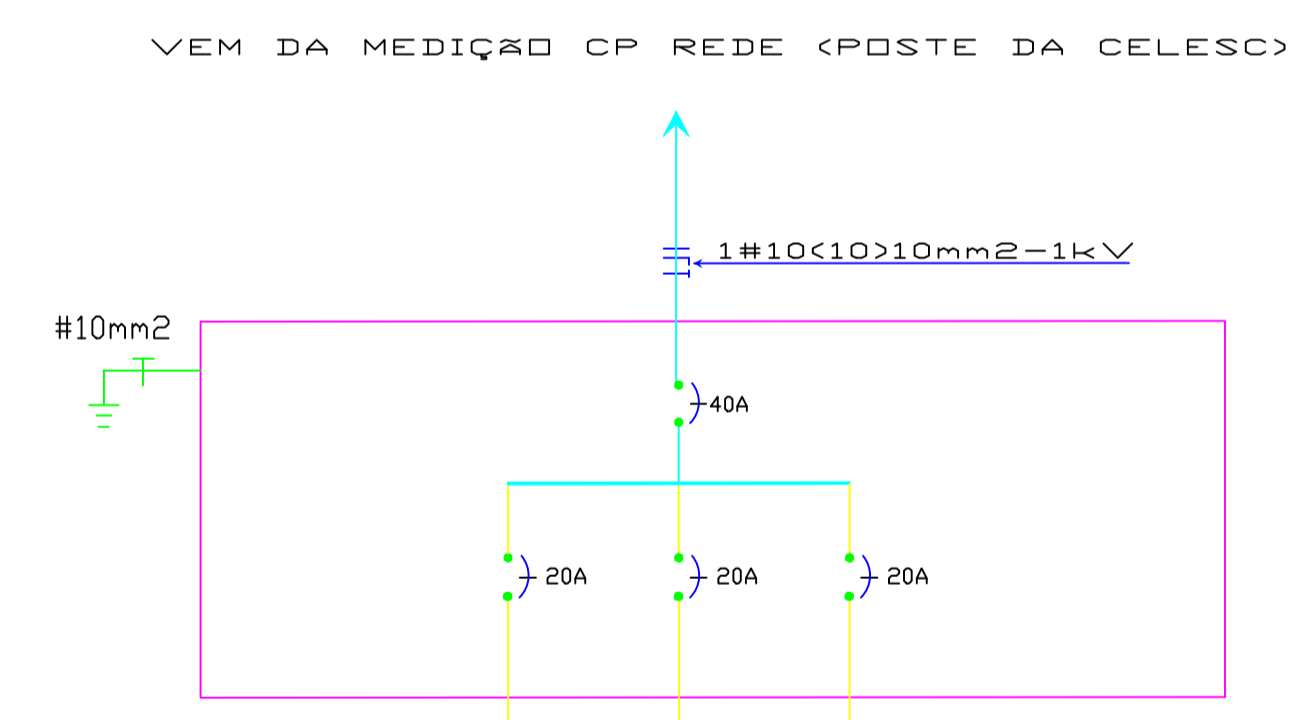 VEM DA MEDIÇÃO CP REDE <POSTE DA CELESC>
1#10<10>10mm2-1kV
#10mm2
40A
20A 20A 20A